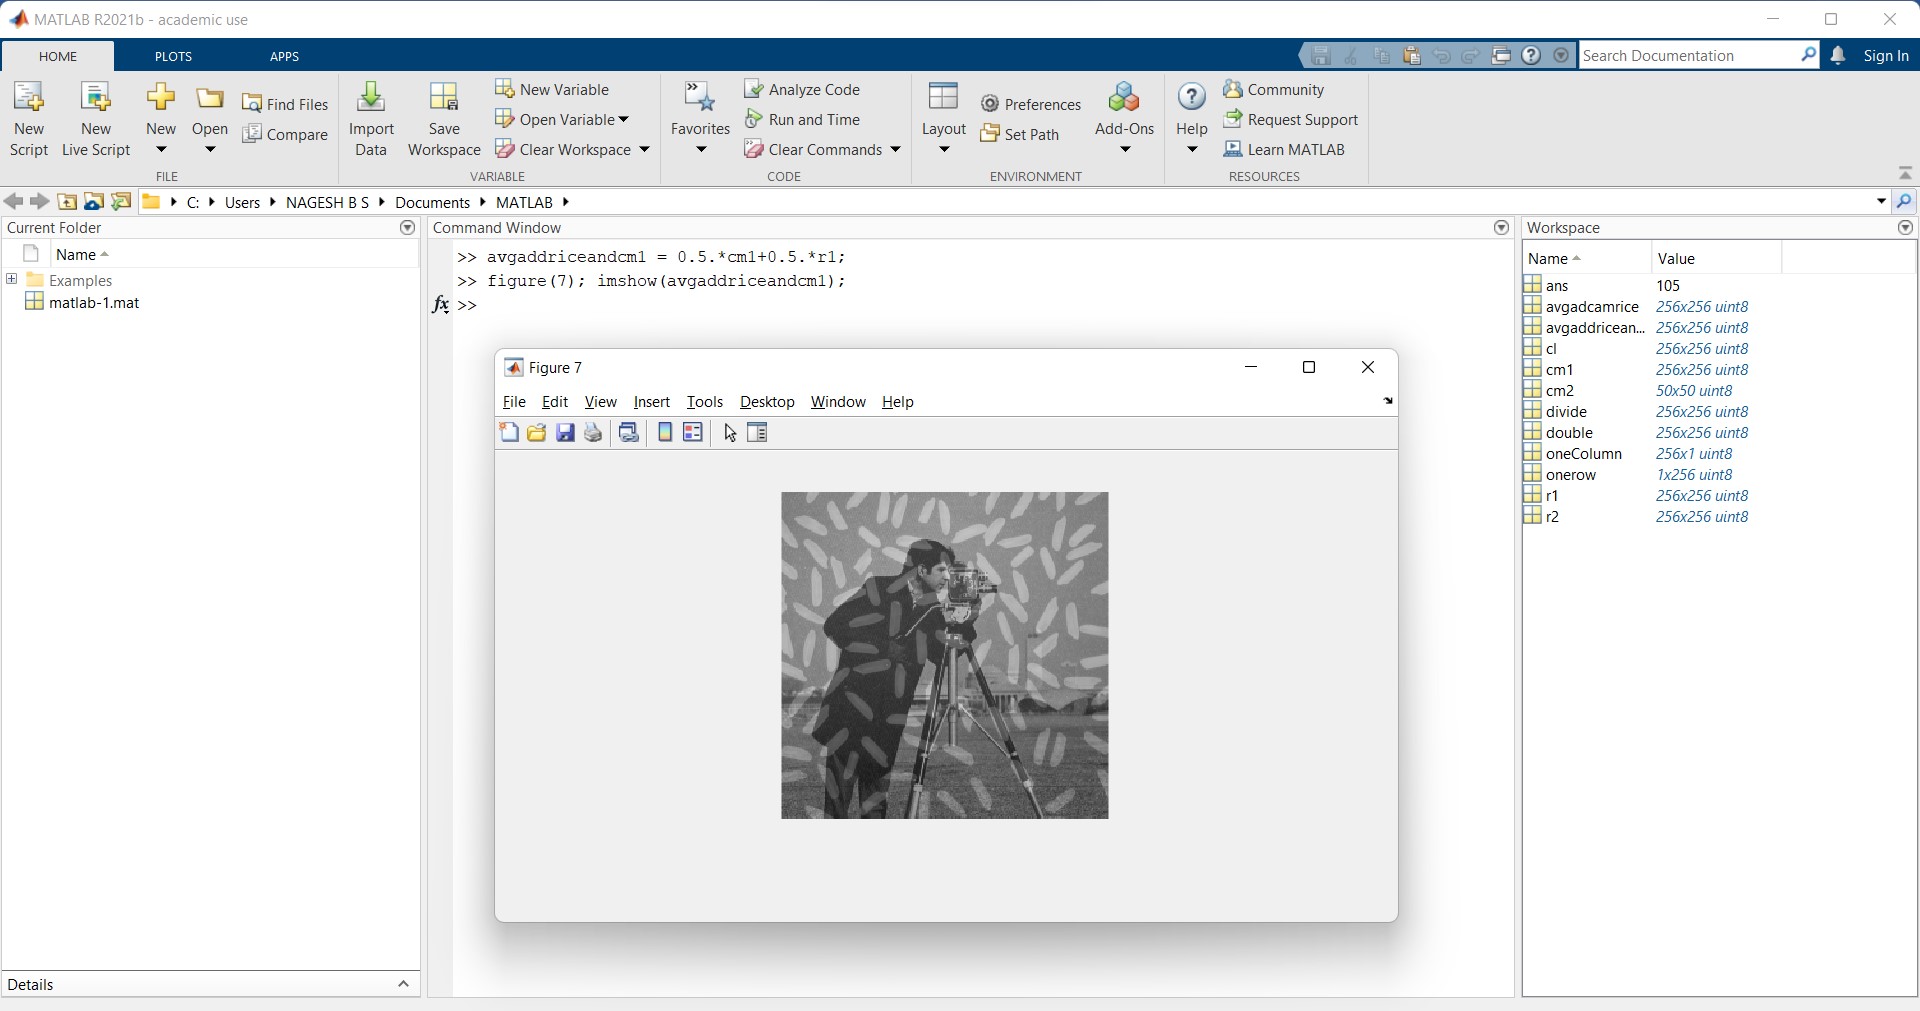 MATLAB R2021b - academic use
HOME PLOTS APPS Search Documentation Sign In
New Script
New Live Script
New
Open
Find Files
Compare
FILE
Import Data
Save Workspace
New Variable
Open Variable
Clear Workspace
VARIABLE
Favorites
Analyze Code
Run and Time
Clear Commands
CODE
Layout
Preferences
Set Path
Add-Ons
ENVIRONMENT
Help
Community
Request Support
Learn MATLAB
RESOURCES
C: Users NAGESH B S Documents MATLAB
Current Folder
Name
Examples
matlab-1.mat
Details
Command Window
>> avgaddriceandcm1 = 0.5.*cm1+0.5.*r1;
>> figure(7); imshow(avgaddriceandcm1);
fx >>
Figure 7
File Edit View Insert Tools Desktop Window Help
Workspace
Name Value
ans 105
avgadcamrice 256x256 uint8
avgaddricean... 256x256 uint8
cl 256x256 uint8
cm1 256x256 uint8
cm2 50x50 uint8
divide 256x256 uint8
double 256x256 uint8
oneColumn 256x1 uint8
onerow 1x256 uint8
r1 256x256 uint8
r2 256x256 uint8